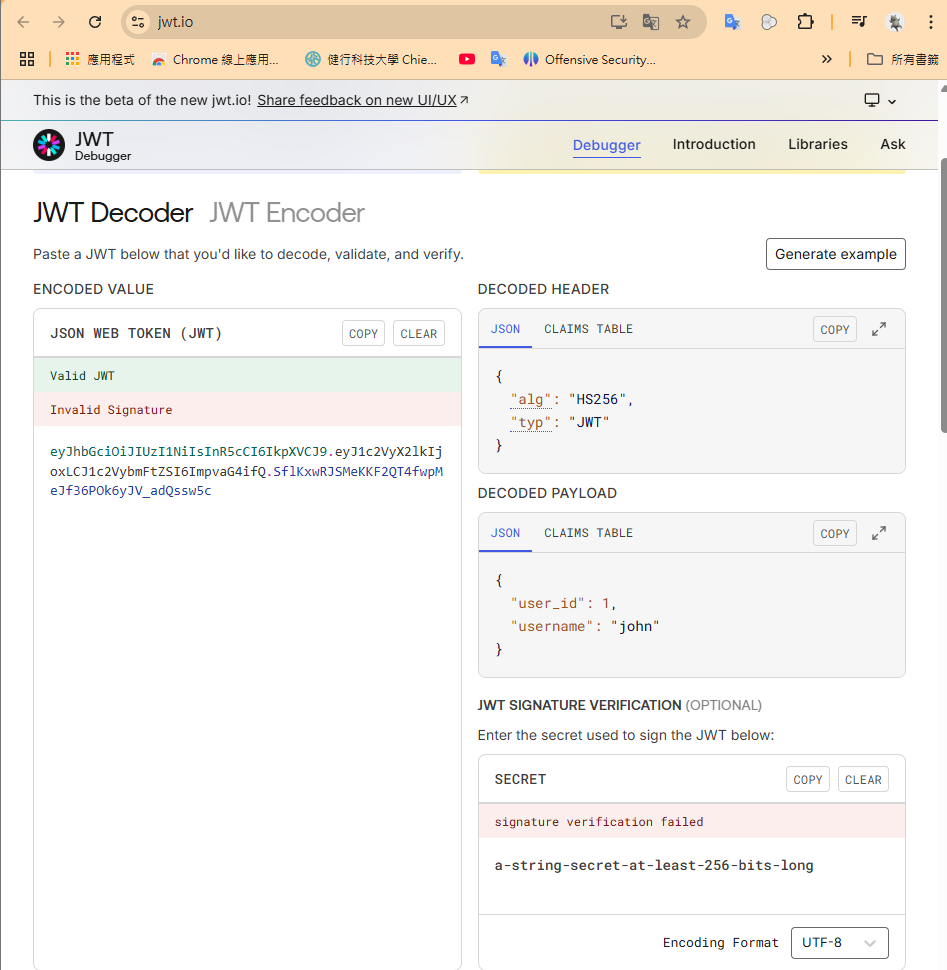 jwt.io
應用程式
Chrome 線上應用...
健行科技大學 Chie...
Offensive Security...
所有書籤
This is the beta of the new jwt.io! Share feedback on new UI/UX
JWT
Debugger
Debugger
Introduction
Libraries
Ask
JWT Decoder
JWT Encoder
Paste a JWT below that you'd like to decode, validate, and verify.
Generate example
ENCODED VALUE
JSON WEB TOKEN (JWT)
COPY
CLEAR
Valid JWT
Invalid Signature
eyJhbGciOiJIUzI1NiIsInR5cCI6IkpXVCJ9.eyJ1c2VyX2lkIj
oxLCJ1c2VybmFtZSI6ImpvaG4ifQ.SflKxwRJSMeKKF2QT4fwpM
eJf36POk6yJV_adQssw5c
DECODED HEADER
JSON
CLAIMS TABLE
COPY
{
"alg": "HS256",
"typ": "JWT"
}
DECODED PAYLOAD
JSON
CLAIMS TABLE
COPY
{
"user_id": 1,
"username": "john"
}
JWT SIGNATURE VERIFICATION (OPTIONAL)
Enter the secret used to sign the JWT below:
SECRET
COPY
CLEAR
signature verification failed
a-string-secret-at-least-256-bits-long
Encoding Format
UTF-8